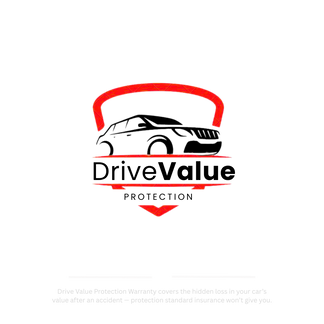 DriveValue
PROTECTION
Drive Value Protection Warranty covers the hidden loss in your car's
value after an accident — protection standard insurance won't give you.